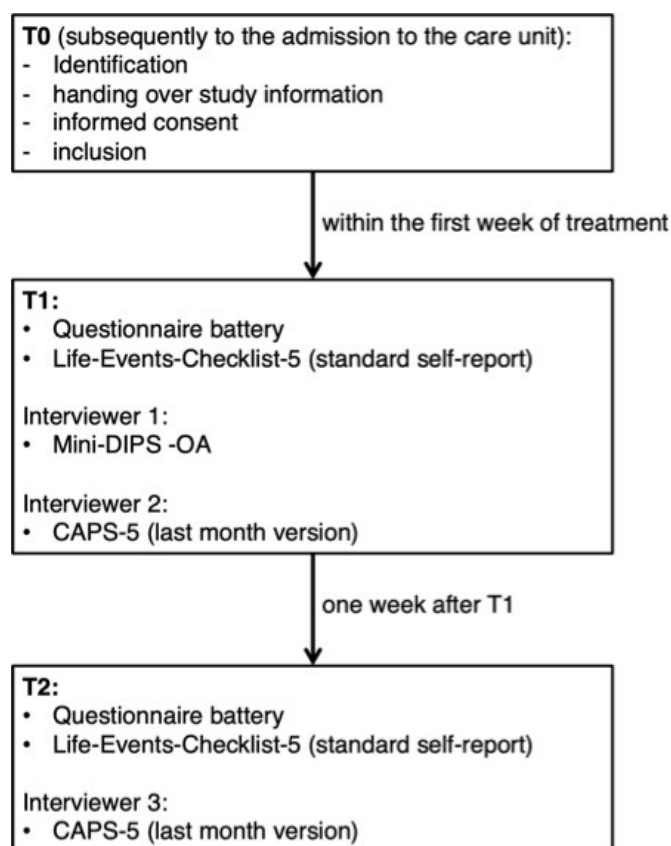 T0 (subsequently to the admission to the care unit):
- Identification
- handing over study information
- informed consent
- inclusion
within the first week of treatment
T1:
• Questionnaire battery
• Life-Events-Checklist-5 (standard self-report)
Interviewer 1:
• Mini-DIPS -OA
Interviewer 2:
• CAPS-5 (last month version)
one week after T1
T2:
• Questionnaire battery
• Life-Events-Checklist-5 (standard self-report)
Interviewer 3:
• CAPS-5 (last month version)